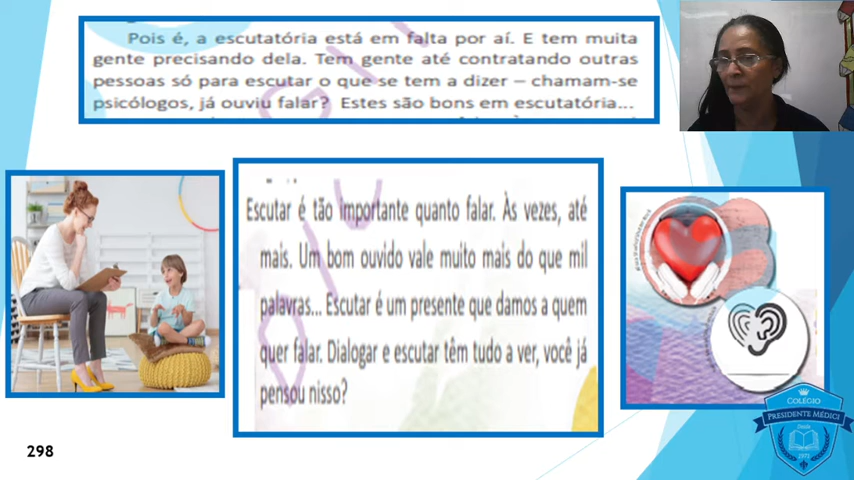 Pois é, a escutatória está em falta por aí. E tem muita
gente precisando dela. Tem gente até contratando outras
pessoas só para escutar o que se tem a dizer – chamam-se
psicólogos, já ouviu falar? Estes são bons em escutatória...
Escutar é tão importante quanto falar. Às vezes, até
mais. Um bom ouvido vale muito mais do que mil
palavras... Escutar é um presente que damos a quem
quer falar. Dialogar e escutar têm tudo a ver, você já
pensou nisso?
298
COLÉGIO
PRESIDENTE MÉDICI
Desde
1972